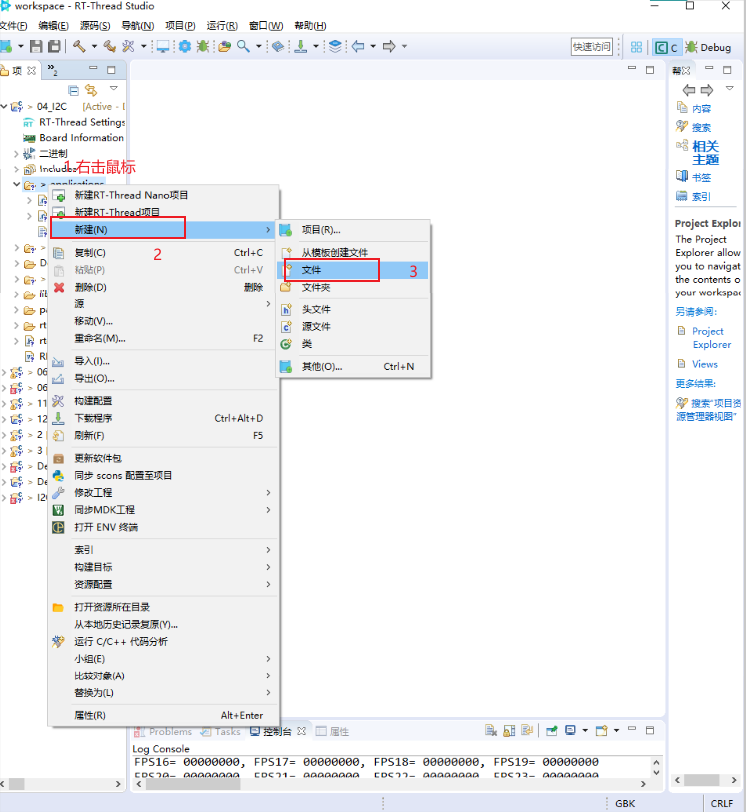 workspace - RT-Thread Studio
文件(F) 编辑(E) 源码(S) 导航(N) 项目(P) 运行(R) 窗口(W) 帮助(H)
快速访问 C Debug
项 2 帮
04_I2C [Active - D
RT-Thread Settings
Board Information
二进制
Includes
1 右击鼠标
applications
新建RT-Thread Nano项目
新建RT-Thread项目
新建(N)
2
复制(C) Ctrl+C
粘贴(P) Ctrl+V
删除(D) 删除
源
移动(V)...
重命名(M)... F2
导入(I)...
导出(O)...
构建配置
下载程序 Ctrl+Alt+D
刷新(F) F5
更新软件包
同步 scons 配置至项目
修改工程
同步MDK工程
打开 ENV 终端
索引
构建目标
资源配置
打开资源所在目录
从本地历史记录复原(Y)...
运行 C/C++ 代码分析
小组(E)
比较对象(A)
替换为(L)
属性(R) Alt+Enter
项目(R)...
从模板创建文件
文件 3
文件夹
头文件
源文件
类
其他(O)... Ctrl+N
D
lib
rt
rt
06
06
11
12
2
3
De
De
I2
内容
搜索
相关
主题
书签
索引
Project Explor
The Project
Explorer allow
you to navigat
the contents o
your workspac
另请参阅:
Project
Explorer
Views
更多结果:
搜索"项目资
源管理器视图"
Problems Tasks 控制台 属性
Log Console
FPS16= 00000000, FPS17= 00000000, FPS18= 00000000, FPS19= 00000000
FPS20= 00000000, FPS21= 00000000, FPS22= 00000000, FPS23= 00000000
GBK CRLF